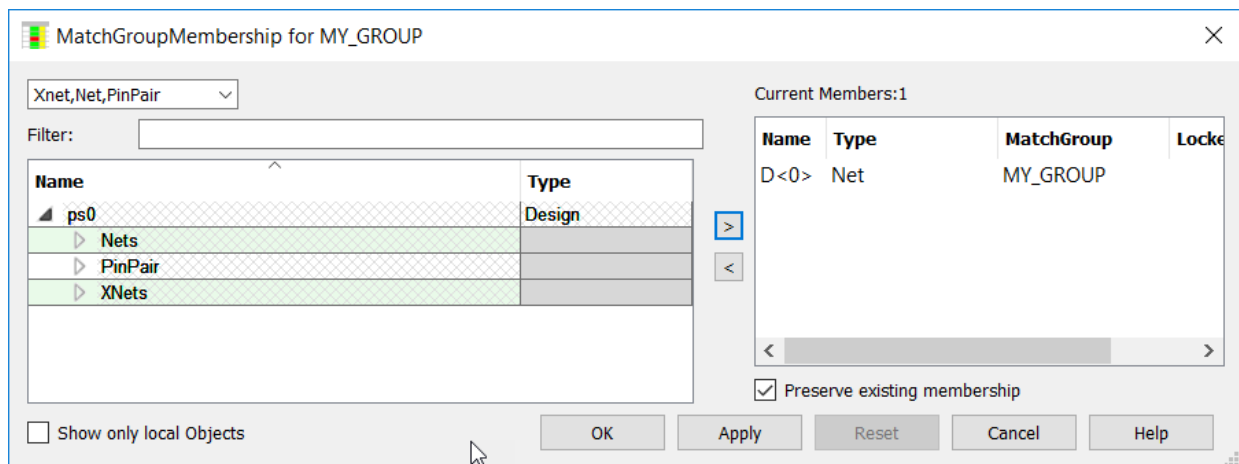 MatchGroupMembership for MY_GROUP
Xnet,Net,PinPair
Filter:
Name Type
ps0 Design
Nets
PinPair
XNets
Show only local Objects
>
<
Current Members:1
Name Type MatchGroup Locke
D<0> Net MY_GROUP
Preserve existing membership
OK Apply Reset Cancel Help